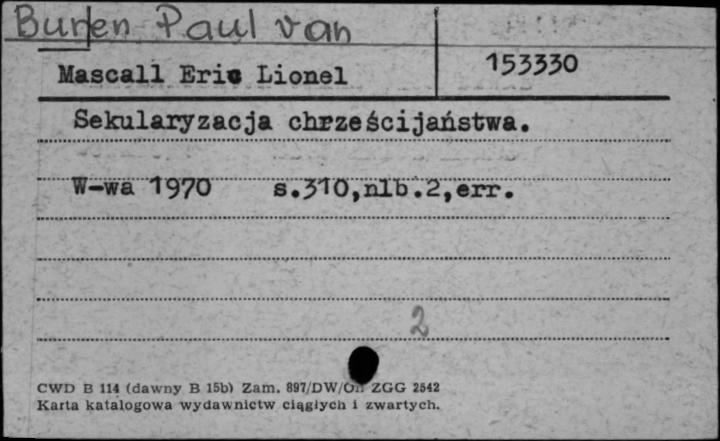 Buren Paul van
Mascall Eric Lionel 153330
Sekularyzacja chrześcijaństwa.
W-wa 1970 s.310,nlb.2,err.
2
CWD B 114 (dawny B 15b) Zam. 897/DW/ ZGG 2542
Karta katalogowa wydawnictw ciągłych i zwartych.